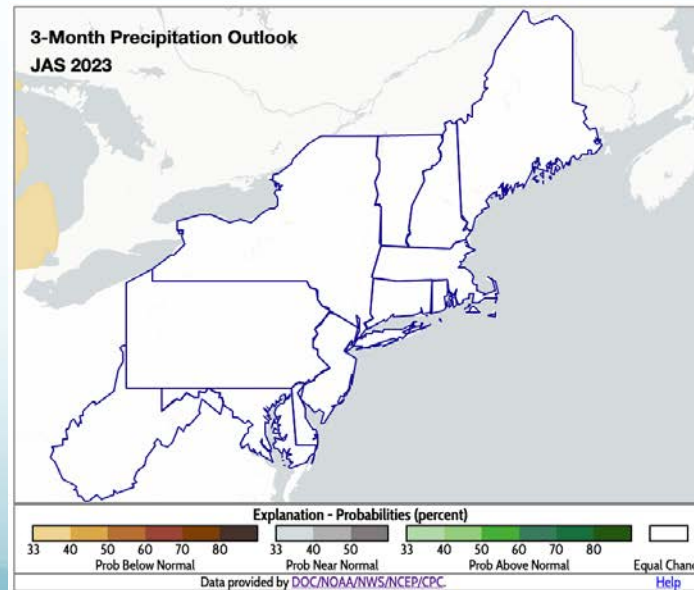 3-Month Precipitation Outlook
JAS 2023
Explanation - Probabilities (percent)
33 40 50 60 70 80 33 40 50 33 40 50 60 70 80
Prob Below Normal Prob Near Normal Prob Above Normal Equal Chanc
Data provided by DOC/NOAA/NWS/NCEP/CPC. Help